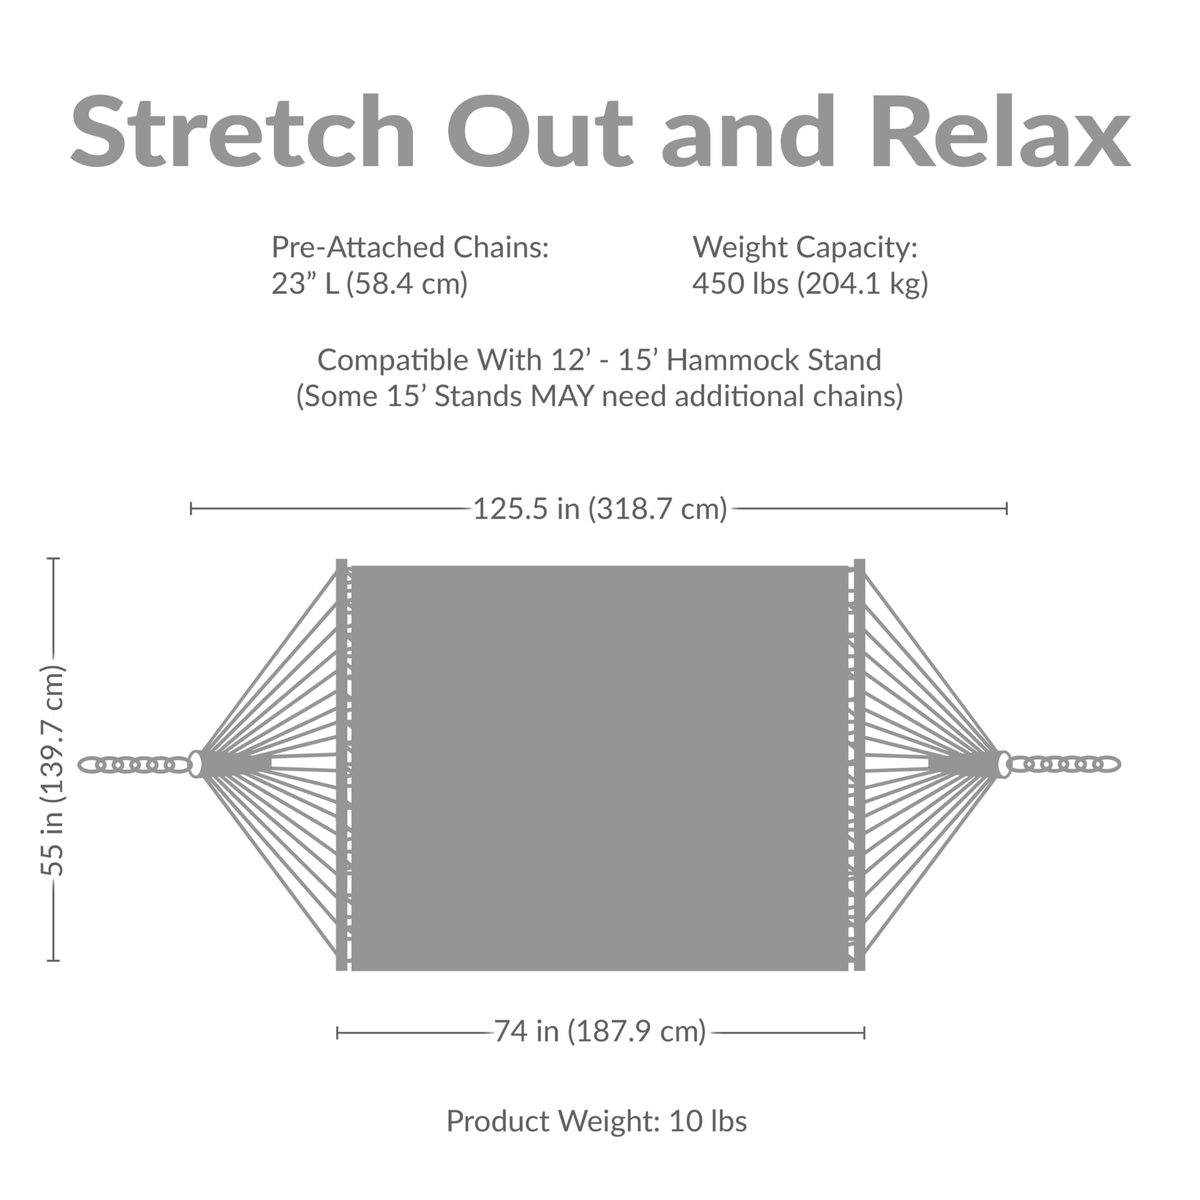 Stretch Out and Relax
Pre-Attached Chains:
23” L (58.4 cm)
Weight Capacity:
450 lbs (204.1 kg)
Compatible With 12’ - 15’ Hammock Stand
(Some 15’ Stands MAY need additional chains)
125.5 in (318.7 cm)
55 in (139.7 cm)
74 in (187.9 cm)
Product Weight: 10 lbs